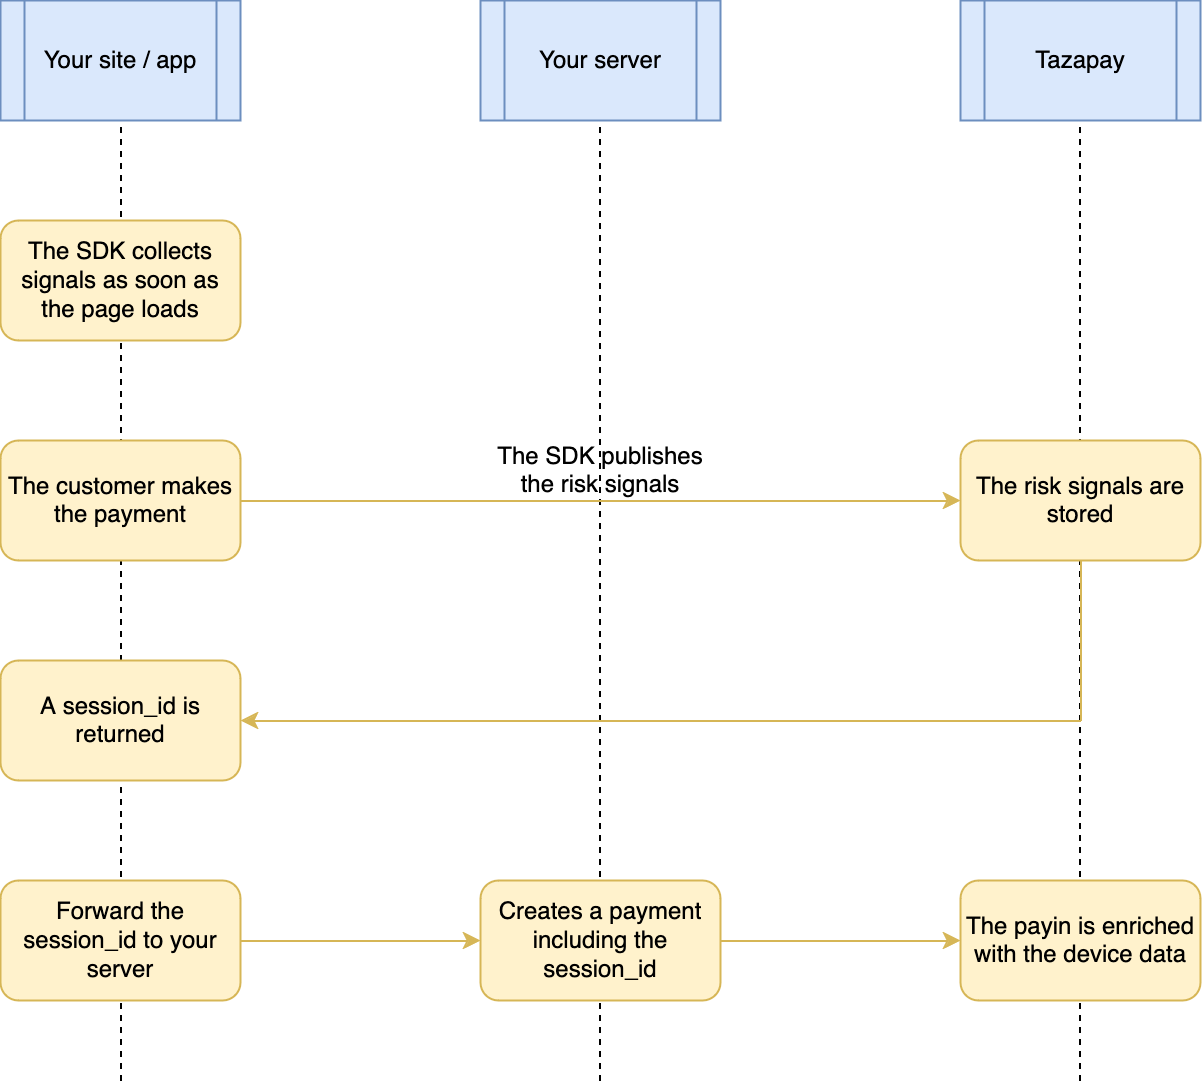 Your site / app
Your server
Tazapay
The SDK collects
signals as soon as
the page loads
The customer makes
the payment
The SDK publishes
the risk signals
The risk signals are
stored
A session_id is
returned
Forward the
session_id to your
server
Creates a payment
including the
session_id
The payin is enriched
with the device data